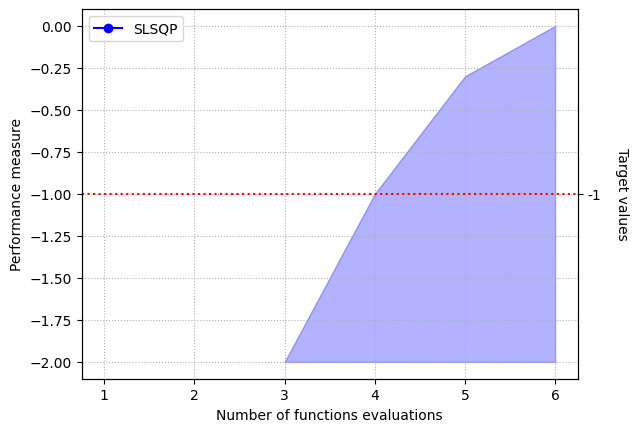 SLSQP
0.00
−0.25
−0.50
−0.75
−1.00
−1.25
−1.50
−1.75
−2.00
Performance measure
1 2 3 4 5 6
Number of functions evaluations
-1
Target values